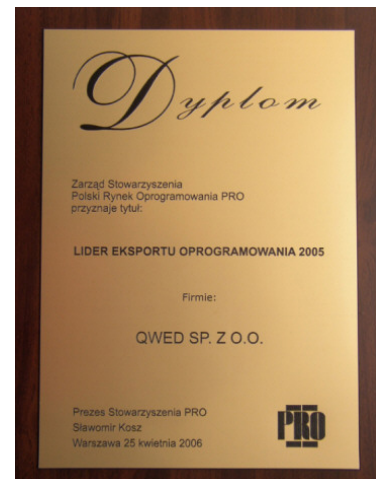 Dyplom
Zarząd Stowarzyszenia
Polski Rynek Oprogramowania PRO
przyznaje tytuł:
LIDER EKSPORTU OPROGRAMOWANIA 2005
Firmie:
QWED SP. Z O.O.
Prezes Stowarzyszenia PRO
Sławomir Kosz
Warszawa 25 kwietnia 2006
PRO